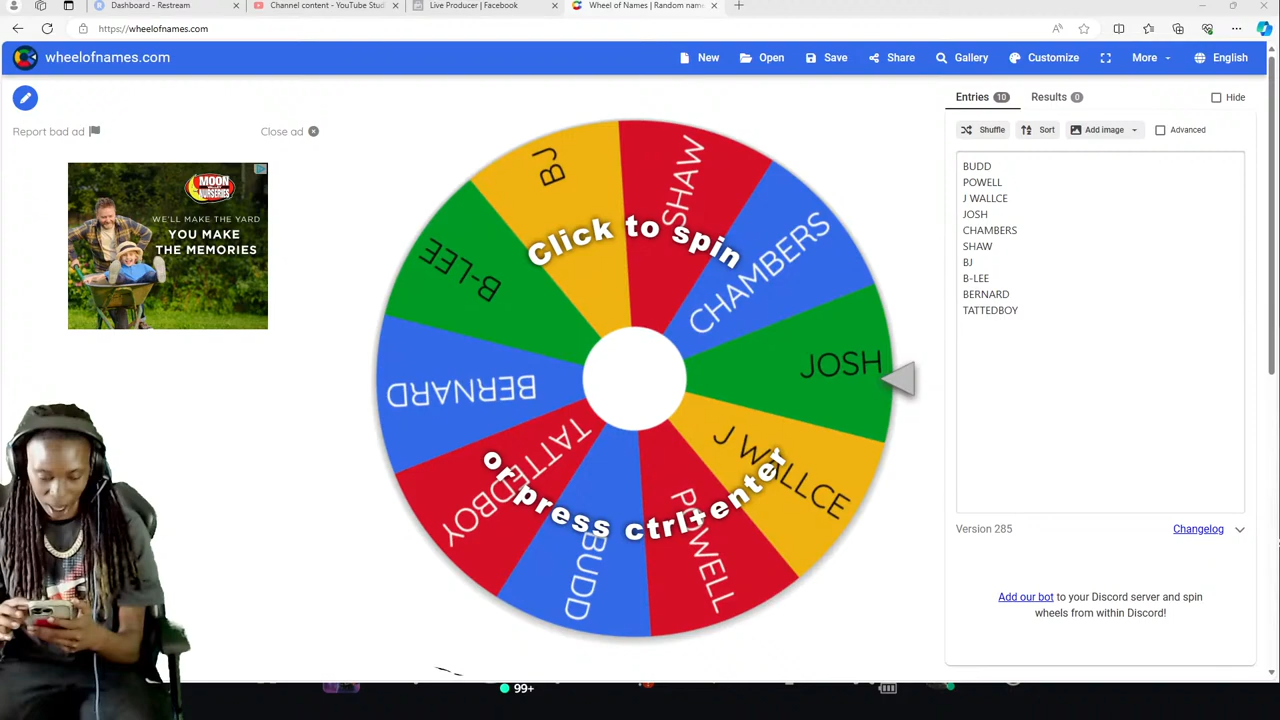 Dashboard - Restream
Channel content - YouTube Stud
Live Producer | Facebook
Wheel of Names | Random name
https://wheelofnames.com
wheelofnames.com
New
Open
Save
Share
Gallery
Customize
More
English
Report bad ad
Close ad
MOON VALLEY NURSERIES
WE'LL MAKE THE YARD
YOU MAKE
THE MEMORIES
BJ
SHAW
CHAMBERS
JOSH
J WALLCE
POWELL
BUDD
TATTEDBOY
BERNARD
B-LEE
Click to spin
or press ctrl+enter
Entries 10
Results 0
Hide
Shuffle
Sort
Add image
Advanced
BUDD
POWELL
J WALLCE
JOSH
CHAMBERS
SHAW
BJ
B-LEE
BERNARD
TATTEDBOY
Version 285
Changelog
Add our bot to your Discord server and spin
wheels from within Discord!
99+